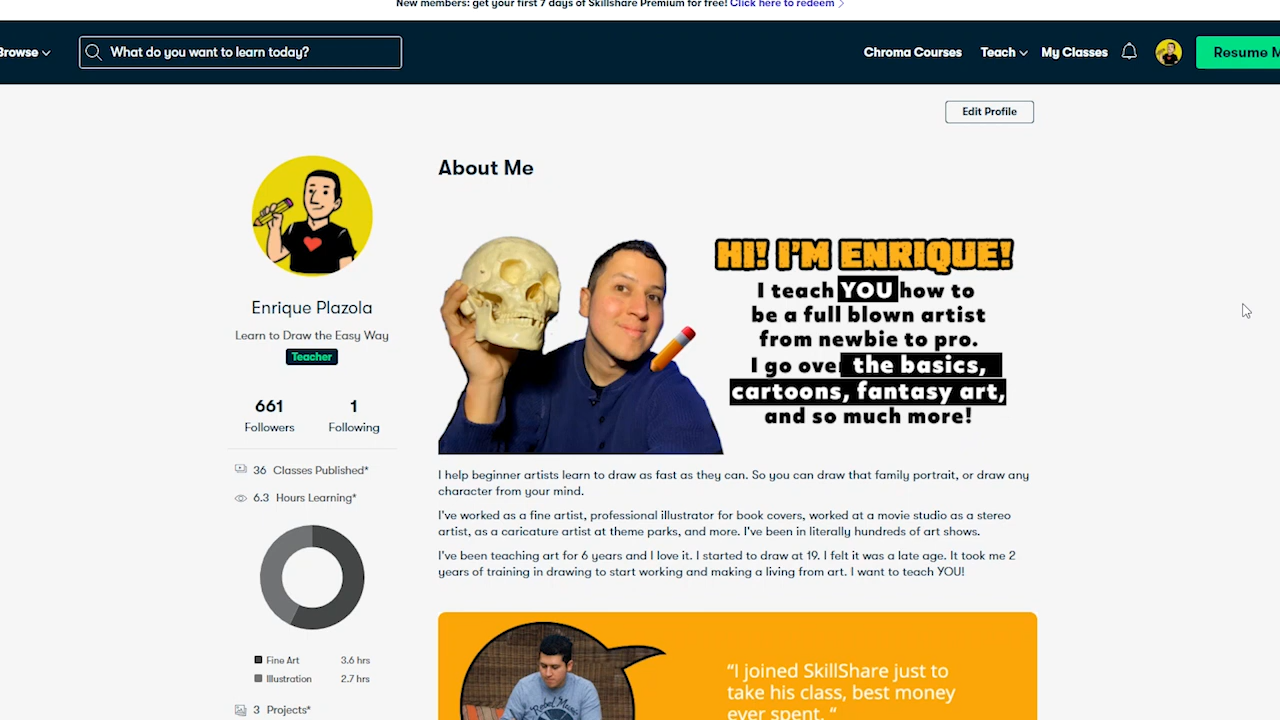 New members: get your first 7 days of Skillshare Premium for free! Click here to redeem
Browse
What do you want to learn today?
Chroma Courses
Teach
My Classes
Resume M
Edit Profile
About Me
HI! I'M ENRIQUE!
I teach YOU how to
be a full blown artist
from newbie to pro.
I go over the basics,
cartoons, fantasy art,
and so much more!
Enrique Plazola
Learn to Draw the Easy Way
Teacher
661
Followers
1
Following
36 Classes Published*
6.3 Hours Learning*
Fine Art 3.6 hrs
Illustration 2.7 hrs
3 Projects*
I help beginner artists learn to draw as fast as they can. So you can draw that family portrait, or draw any
character from your mind.
I've worked as a fine artist, professional illustrator for book covers, worked at a movie studio as a stereo
artist, as a caricature artist at theme parks, and more. I've been in literally hundreds of art shows.
I've been teaching art for 6 years and I love it. I started to draw at 19. I felt it was a late age. It took me 2
years of training in drawing to start working and making a living from art. I want to teach YOU!
“I joined SkillShare just to
take his class, best money
ever spent. “